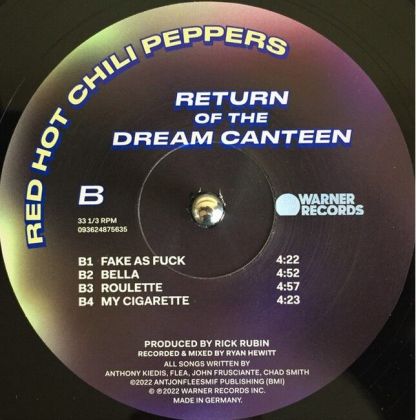 RED HOT CHILI PEPPERS
RETURN
OF THE
DREAM CANTEEN
B
33 1/3 RPM
093624875635
WARNER
RECORDS
B1 FAKE AS FUCK 4:22
B2 BELLA 4:52
B3 ROULETTE 4:57
B4 MY CIGARETTE 4:23
PRODUCED BY RICK RUBIN
RECORDED & MIXED BY RYAN HEWITT
ALL SONGS WRITTEN BY
ANTHONY KIEDIS, FLEA, JOHN FRUSCIANTE, CHAD SMITH
©2022 ANTJONFLEESMIF PUBLISHING (BMI)
© ℗2022 WARNER RECORDS INC.
MADE IN GERMANY.